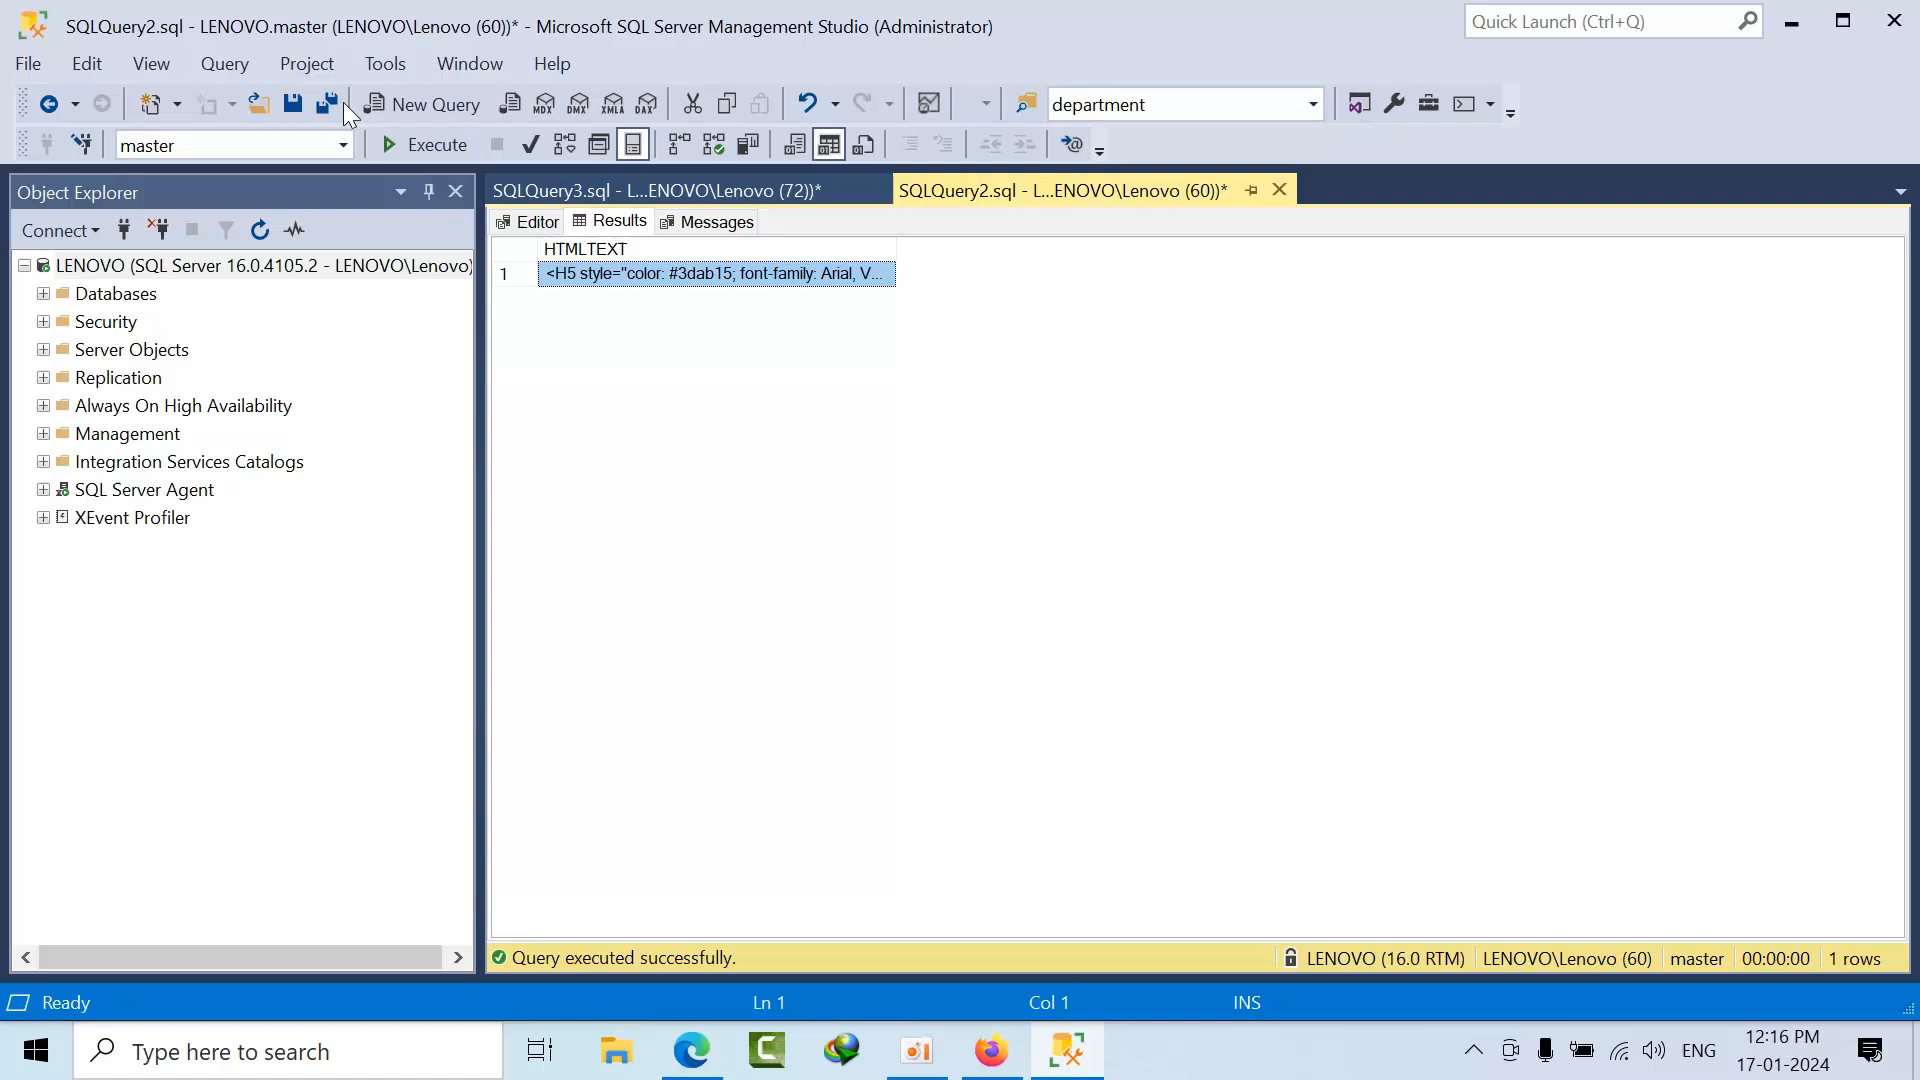 SQLQuery2.sql - LENOVO.master (LENOVO\Lenovo (60))* - Microsoft SQL Server Management Studio (Administrator)
Quick Launch (Ctrl+Q)
File Edit View Query Project Tools Window Help
New Query MDX DMX XMLA DAX department
master Execute
Object Explorer
Connect
LENOVO (SQL Server 16.0.4105.2 - LENOVO\Lenovo)
Databases
Security
Server Objects
Replication
Always On High Availability
Management
Integration Services Catalogs
SQL Server Agent
XEvent Profiler
SQLQuery3.sql - L...ENOVO\Lenovo (72))*
SQLQuery2.sql - L...ENOVO\Lenovo (60))*
Editor Results Messages
HTMLTEXT
1 <H5 style="color: #3dab15; font-family: Arial, V...
Query executed successfully.
LENOVO (16.0 RTM) LENOVO\Lenovo (60) master 00:00:00 1 rows
Ready Ln 1 Col 1 INS
Type here to search
ENG
12:16 PM
17-01-2024